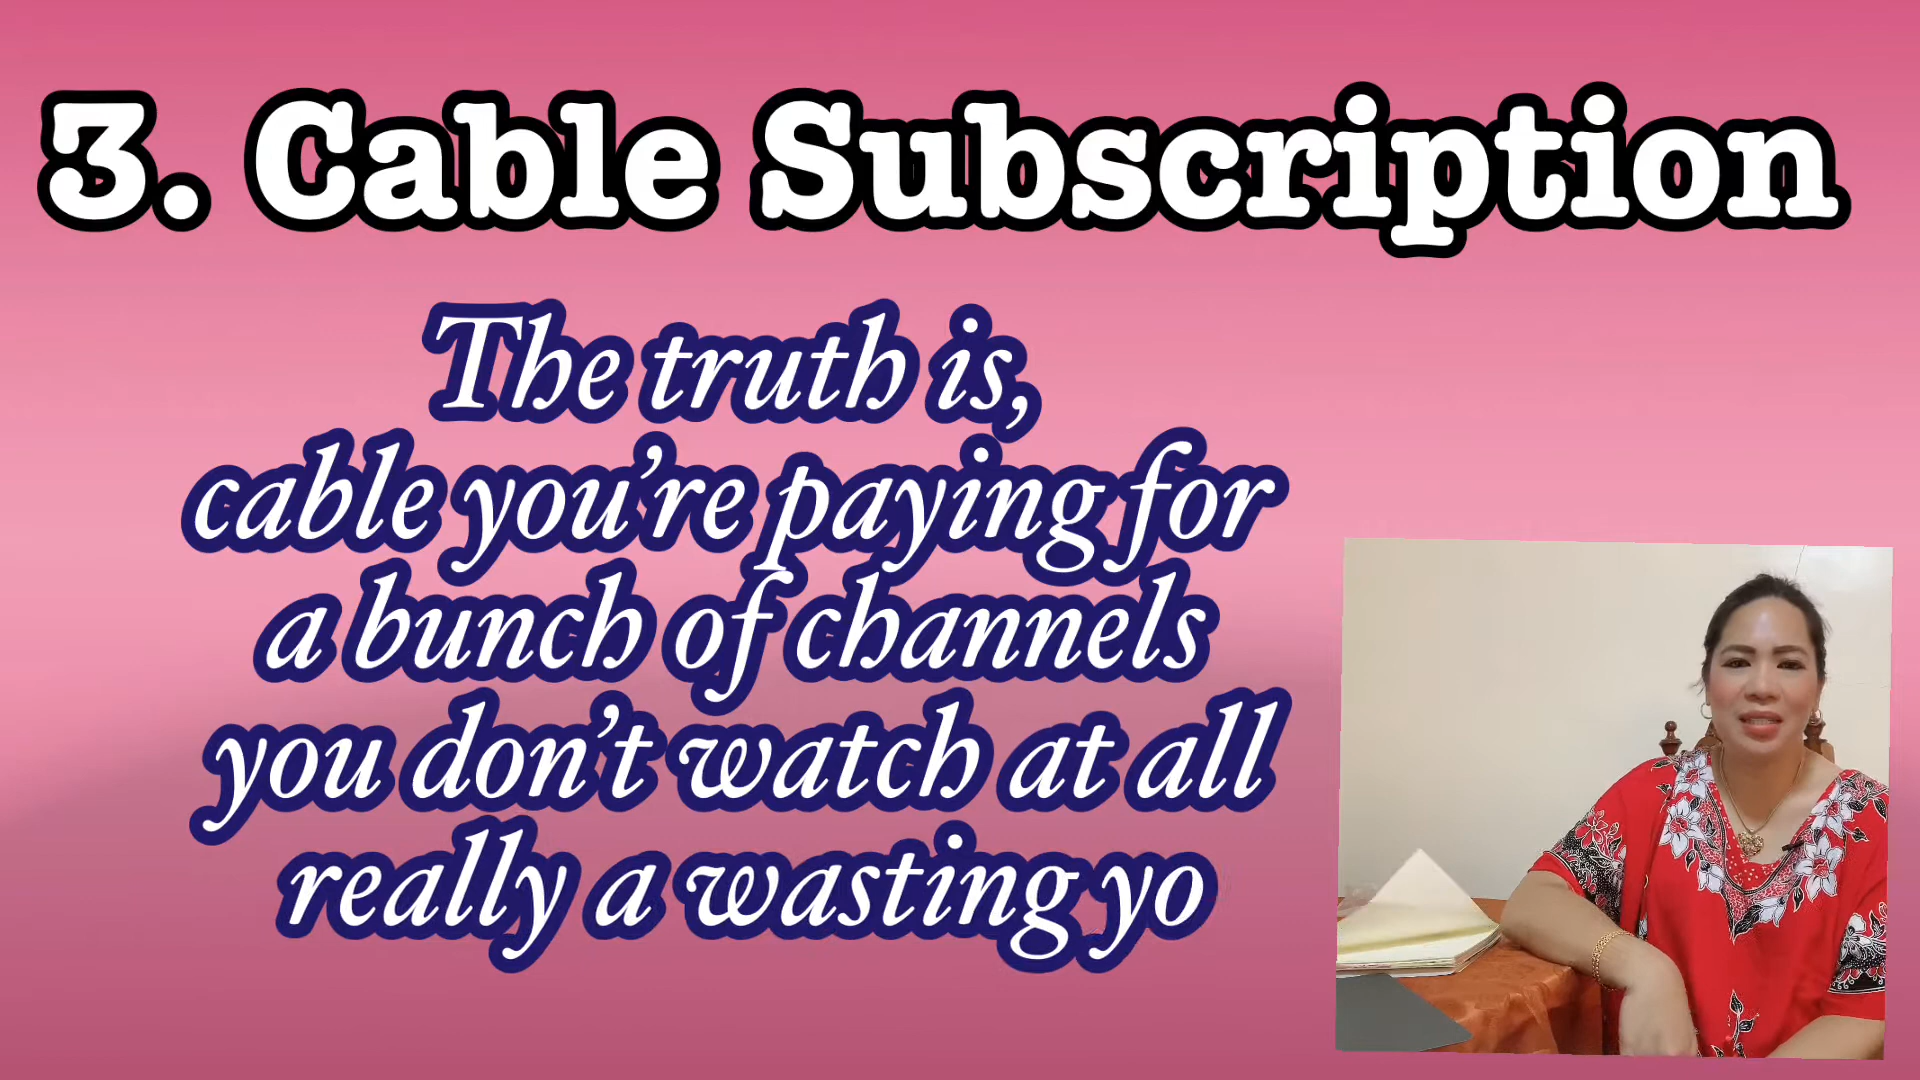 3. Cable Subscription
The truth is,
cable you're paying for
a bunch of channels
you don't watch at all
really a wasting yo